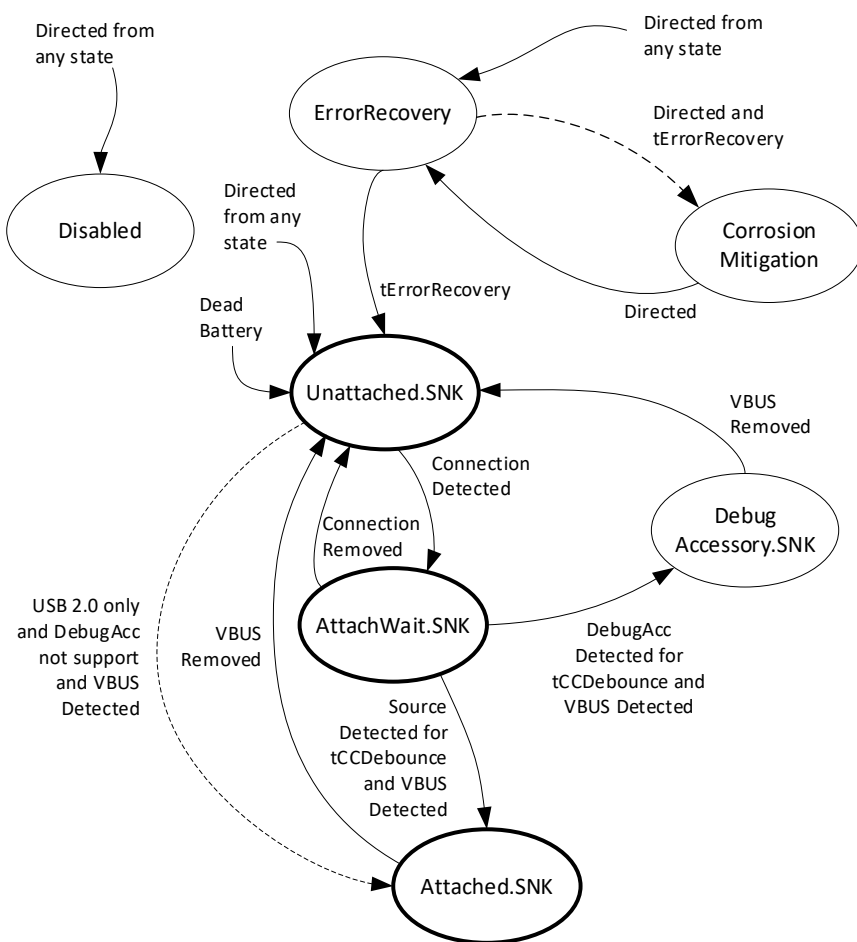 Directed from
any state
Directed from
any state
ErrorRecovery
Directed and
tErrorRecovery
Directed
from any
state
Disabled
Corrosion
Mitigation
tErrorRecovery
Directed
Dead
Battery
Unattached.SNK
VBUS
Removed
Connection
Detected
Connection
Removed
Debug
Accessory.SNK
USB 2.0 only
and DebugAcc
not support
and VBUS
Detected
VBUS
Removed
AttachWait.SNK
DebugAcc
Detected for
tCCDebounce and
VBUS Detected
Source
Detected for
tCCDebounce
and VBUS
Detected
Attached.SNK